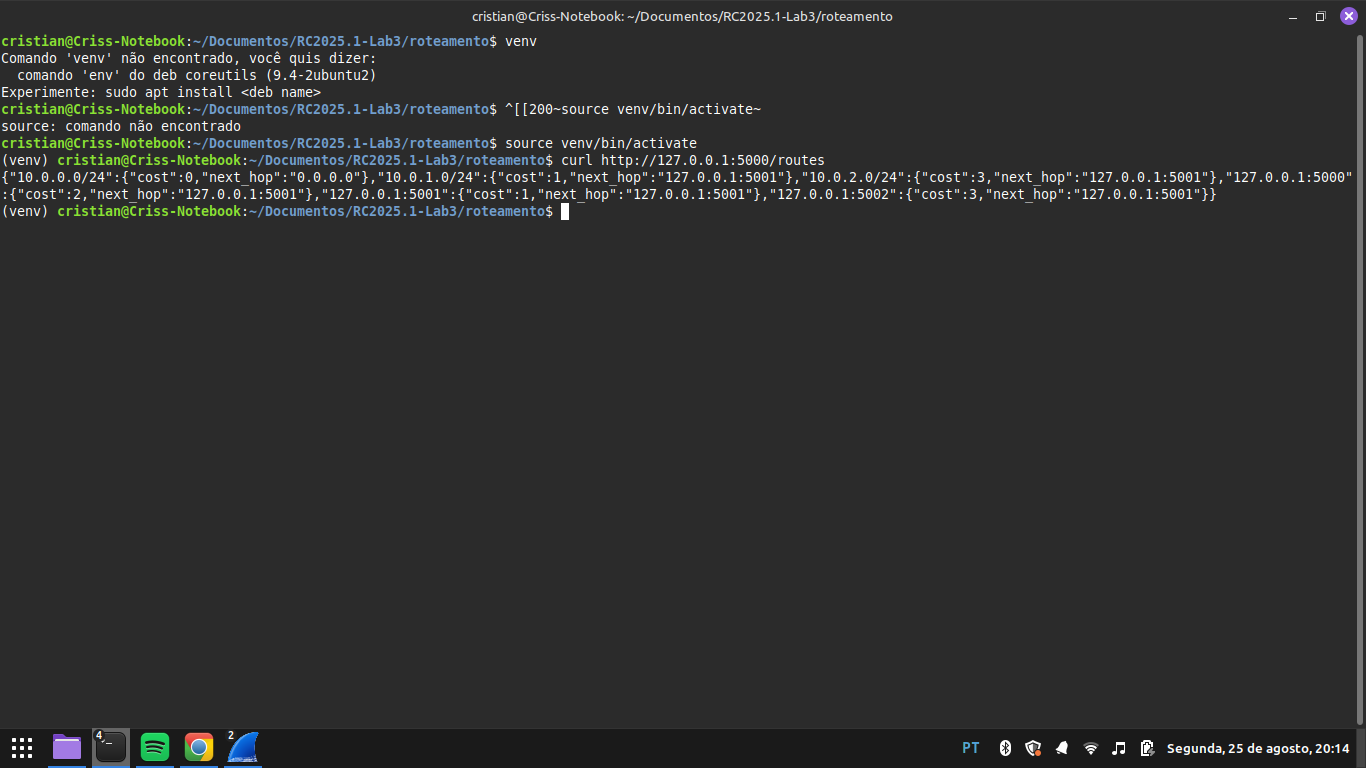 cristian@Criss-Notebook: ~/Documentos/RC2025.1-Lab3/roteamento
cristian@Criss-Notebook:~/Documentos/RC2025.1-Lab3/roteamento$ venv
Comando 'venv' não encontrado, você quis dizer:
  comando 'env' do deb coreutils (9.4-2ubuntu2)
Experimente: sudo apt install <deb name>
cristian@Criss-Notebook:~/Documentos/RC2025.1-Lab3/roteamento$ ^[[200~source venv/bin/activate~
source: comando não encontrado
cristian@Criss-Notebook:~/Documentos/RC2025.1-Lab3/roteamento$ source venv/bin/activate
(venv) cristian@Criss-Notebook:~/Documentos/RC2025.1-Lab3/roteamento$ curl http://127.0.0.1:5000/routes
{"10.0.0.0/24":{"cost":0,"next_hop":"0.0.0.0"},"10.0.1.0/24":{"cost":1,"next_hop":"127.0.0.1:5001"},"10.0.2.0/24":{"cost":3,"next_hop":"127.0.0.1:5001"},"127.0.0.1:5000"
:{"cost":2,"next_hop":"127.0.0.1:5001"},"127.0.0.1:5001":{"cost":1,"next_hop":"127.0.0.1:5001"},"127.0.0.1:5002":{"cost":3,"next_hop":"127.0.0.1:5001"}}
(venv) cristian@Criss-Notebook:~/Documentos/RC2025.1-Lab3/roteamento$
4
2
PT
Segunda, 25 de agosto, 20:14